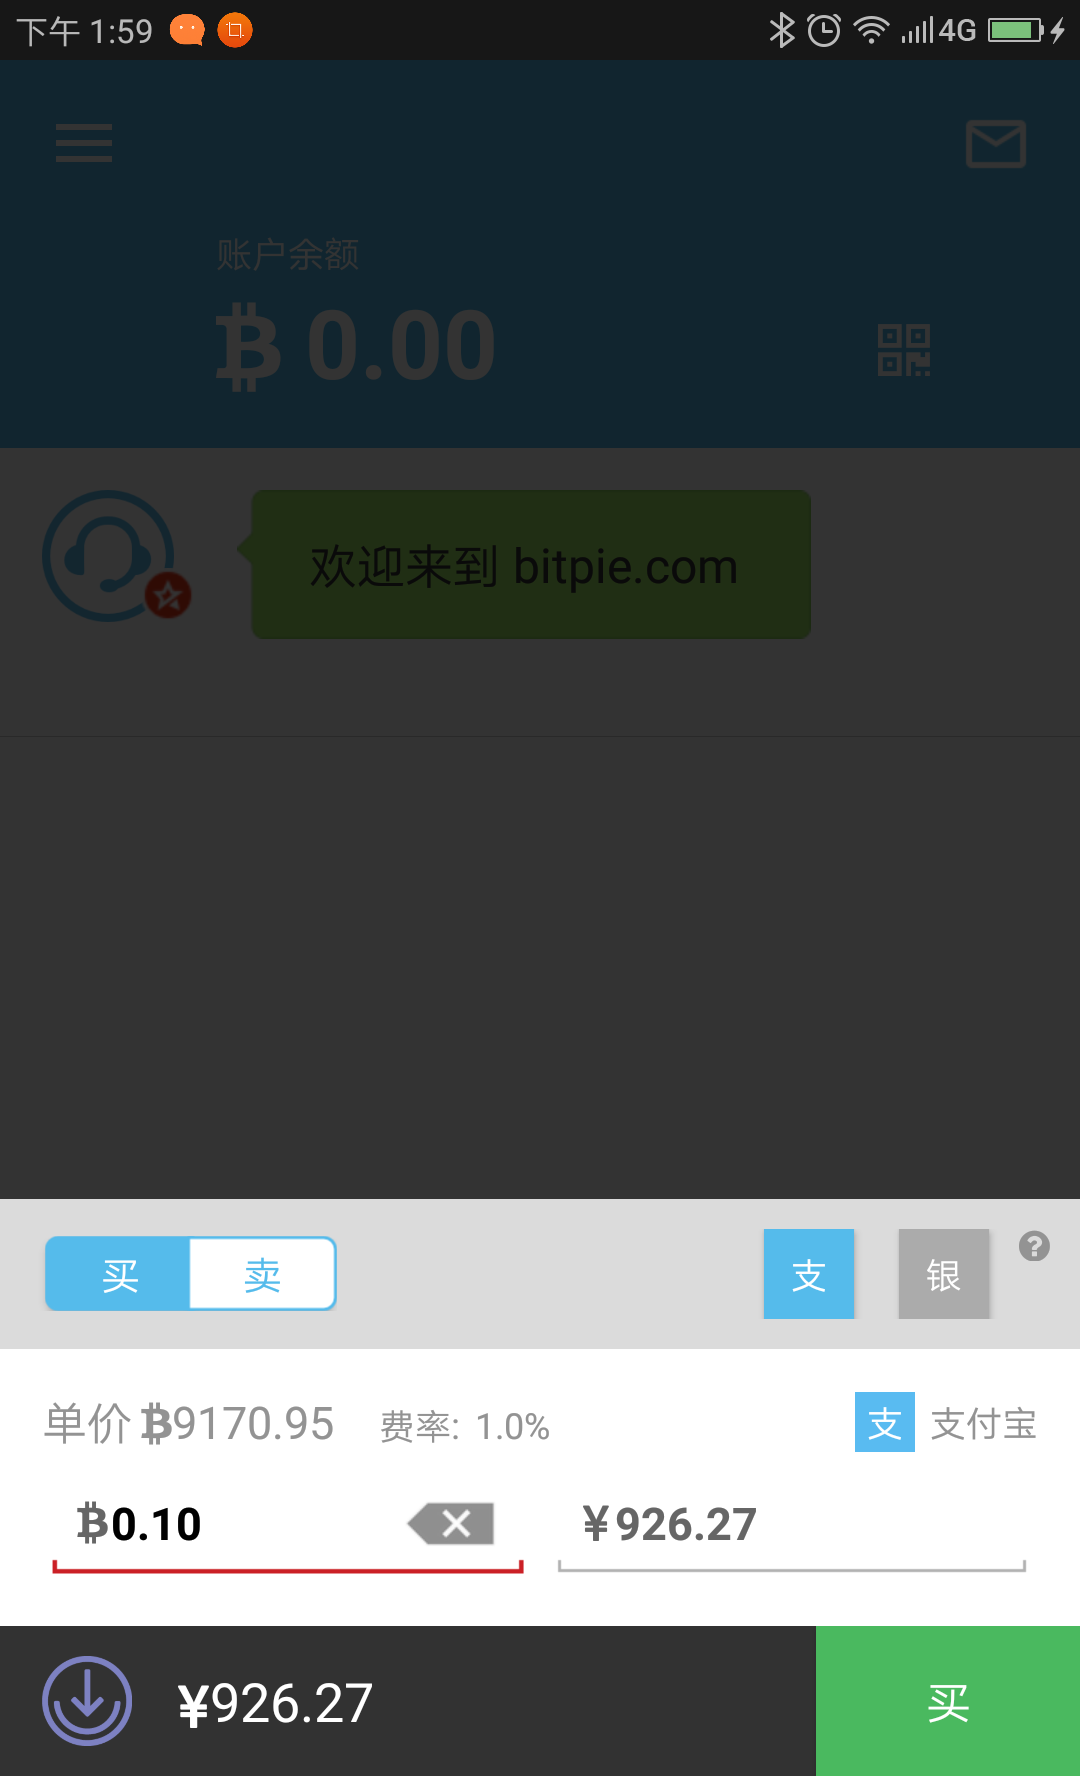 下午 1:59
4G
账户余额
₿ 0.00
欢迎来到 bitpie.com
买 卖 支 银 ?
单价 ₿9170.95 费率: 1.0% 支 支付宝
₿0.10 ¥926.27
¥926.27 买